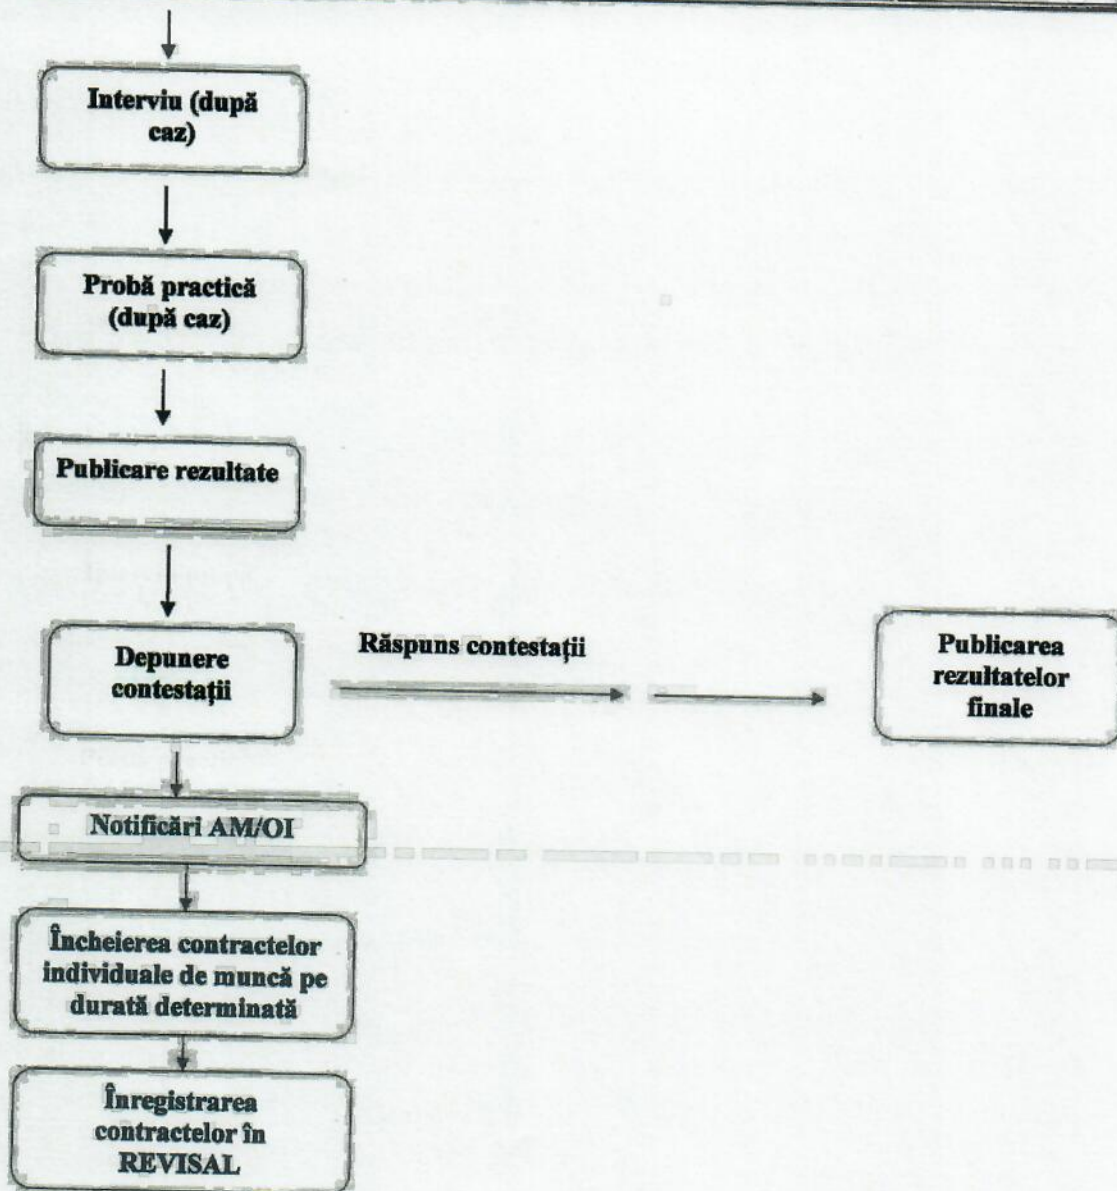 Interviu (după
caz)
Probă practică
(după caz)
Publicare rezultate
Depunere
contestații
Răspuns contestații
Publicarea
rezultatelor
finale
Notificări AM/OI
Încheierea contractelor
individuale de muncă pe
durată determinată
Înregistrarea
contractelor în
REVISAL